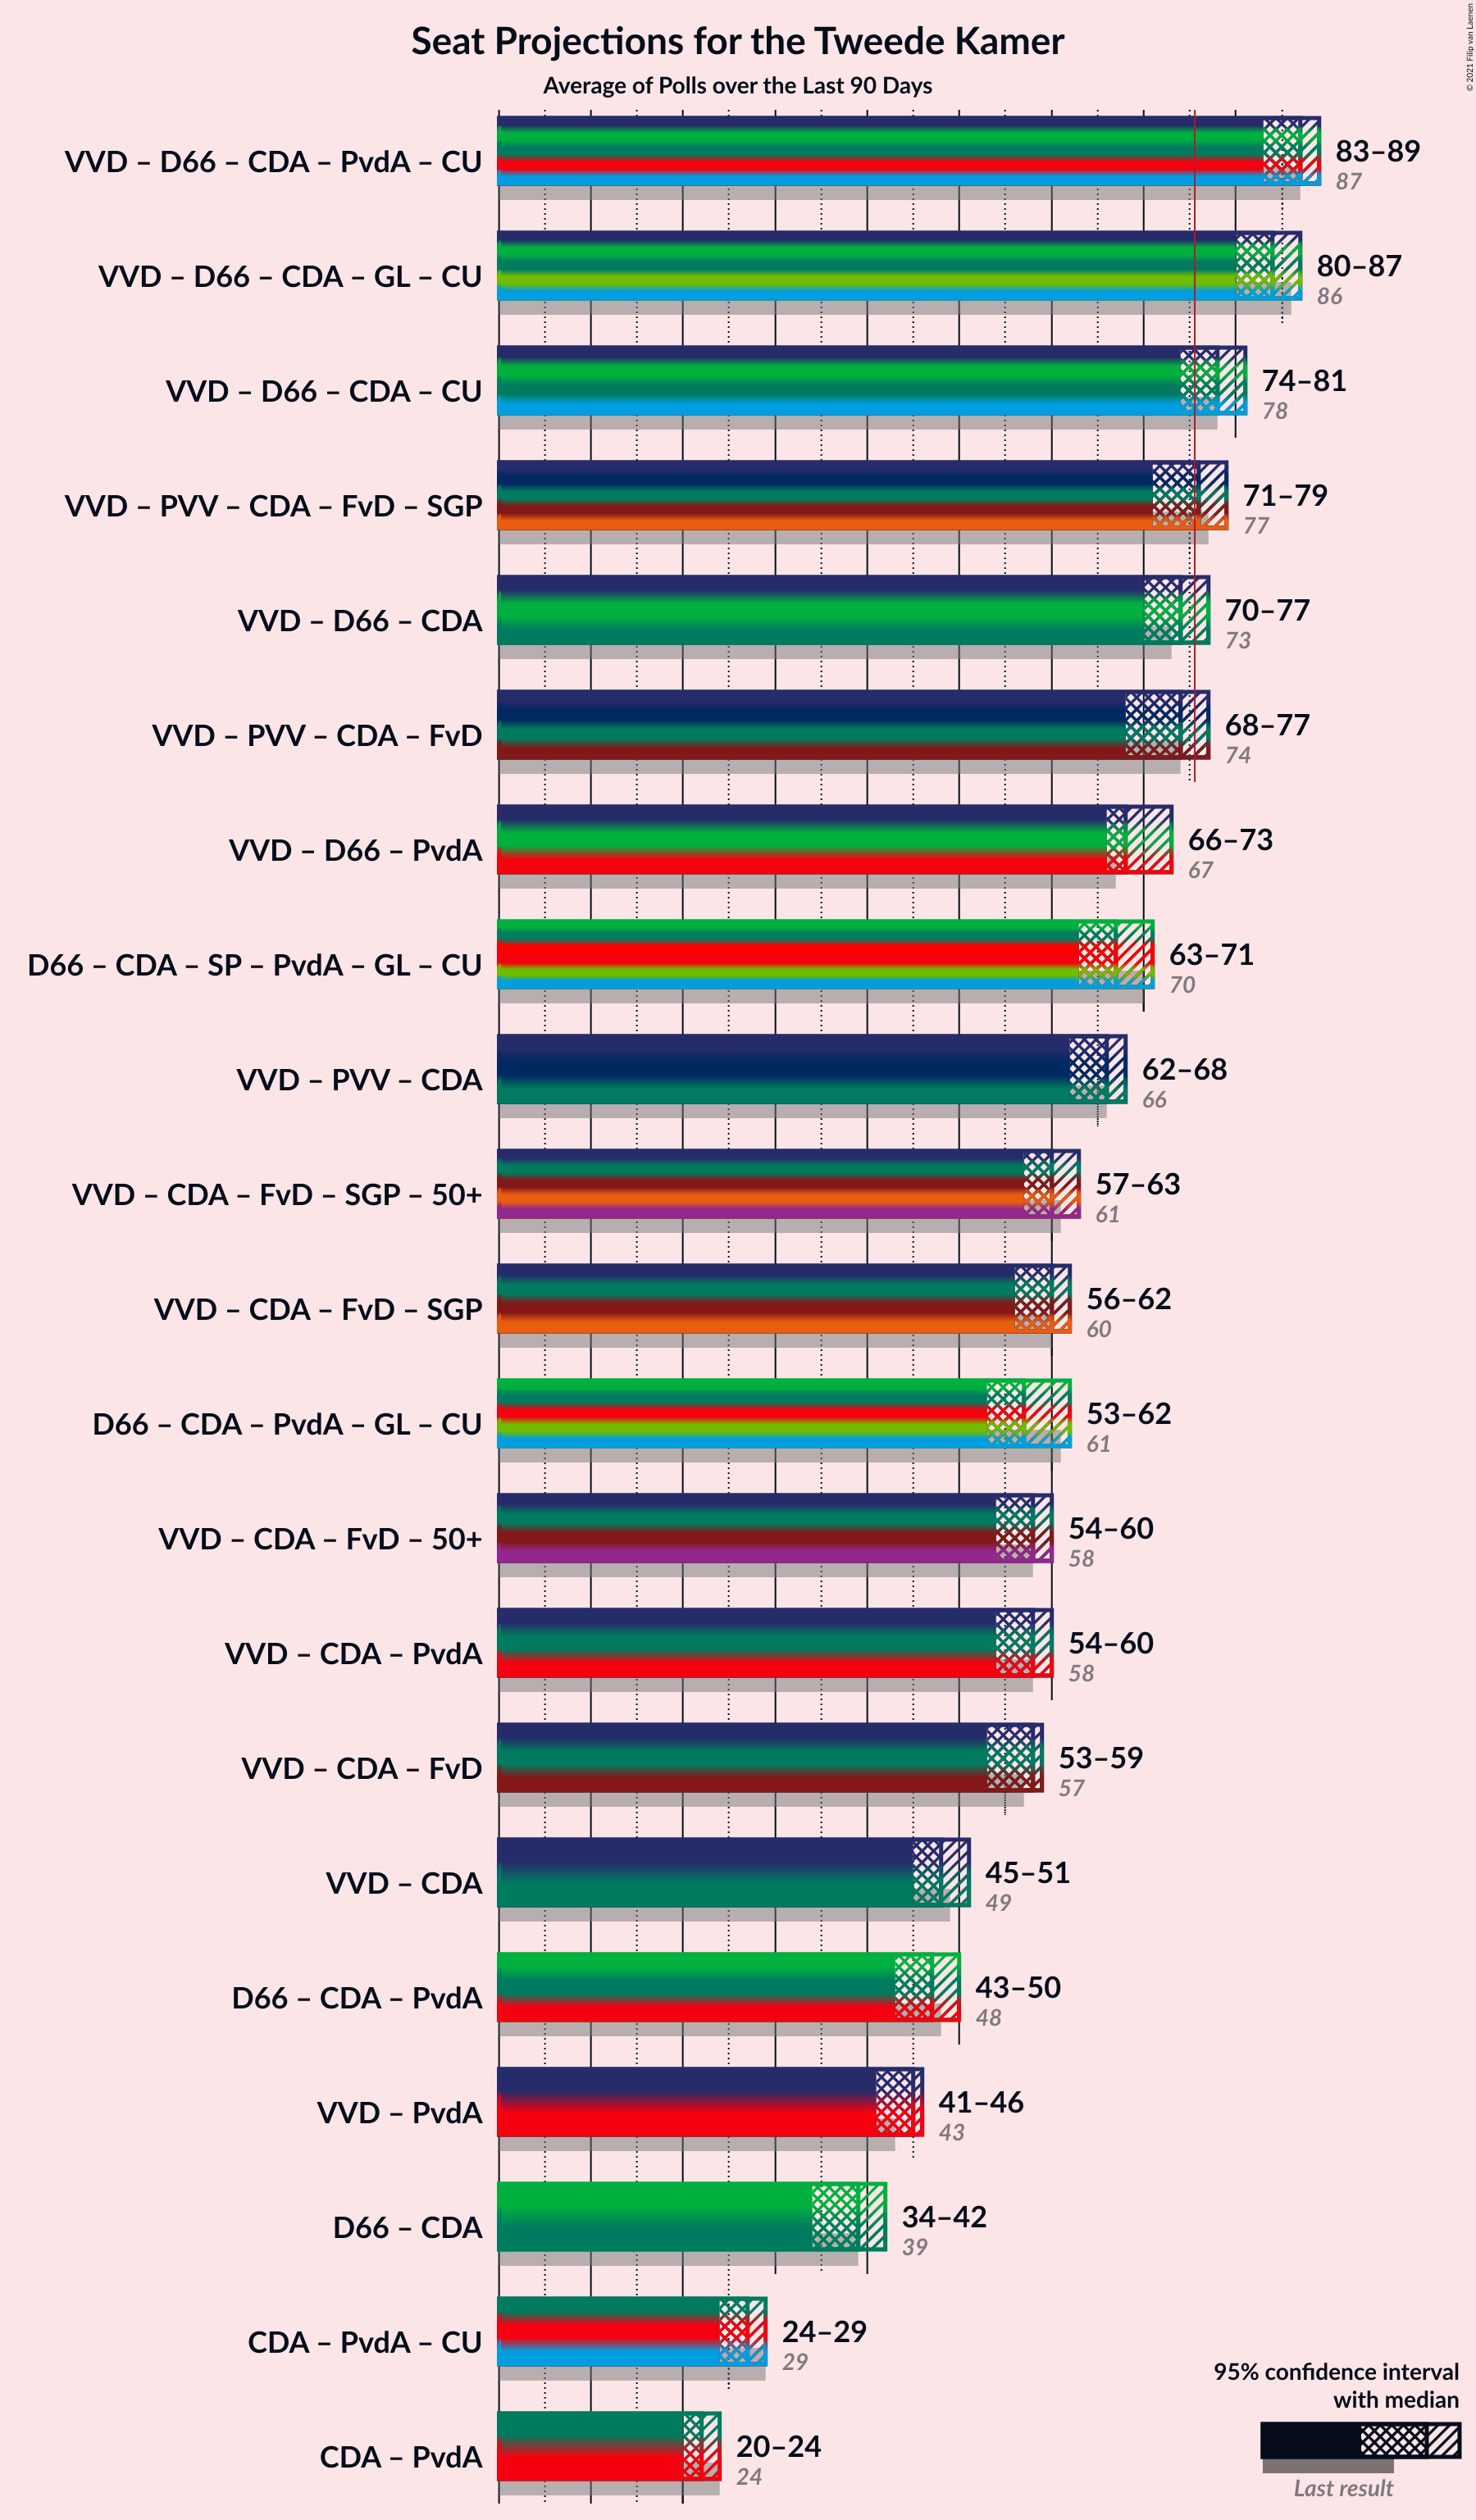 © 2021 Filip van Laenen
Seat Projections for the Tweede Kamer
Average of Polls over the Last 90 Days
VVD – D66 – CDA – PvdA – CU
83–89
87
VVD – D66 – CDA – GL – CU
80–87
86
VVD – D66 – CDA – CU
74–81
78
VVD – PVV – CDA – FvD – SGP
71–79
77
VVD – D66 – CDA
70–77
73
VVD – PVV – CDA – FvD
68–77
74
VVD – D66 – PvdA
66–73
67
D66 – CDA – SP – PvdA – GL – CU
63–71
70
VVD – PVV – CDA
62–68
66
VVD – CDA – FvD – SGP – 50+
57–63
61
VVD – CDA – FvD – SGP
56–62
60
D66 – CDA – PvdA – GL – CU
53–62
61
VVD – CDA – FvD – 50+
54–60
58
VVD – CDA – PvdA
54–60
58
VVD – CDA – FvD
53–59
57
VVD – CDA
45–51
49
D66 – CDA – PvdA
43–50
48
VVD – PvdA
41–46
43
D66 – CDA
34–42
39
CDA – PvdA – CU
24–29
29
CDA – PvdA
20–24
24
95% confidence interval
with median
Last result